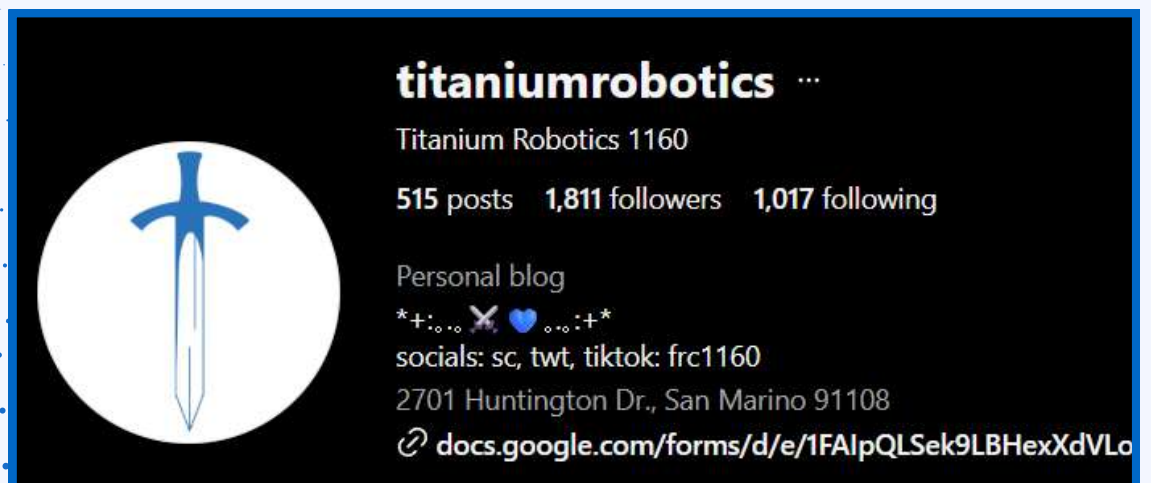 titaniumrobotics ...
Titanium Robotics 1160
515 posts 1,811 followers 1,017 following
Personal blog
*+:｡.｡ ⚔️ 💙 ｡.｡:+*
socials: sc, twt, tiktok: frc1160
2701 Huntington Dr., San Marino 91108
docs.google.com/forms/d/e/1FAIpQLSek9LBHexXdVLo